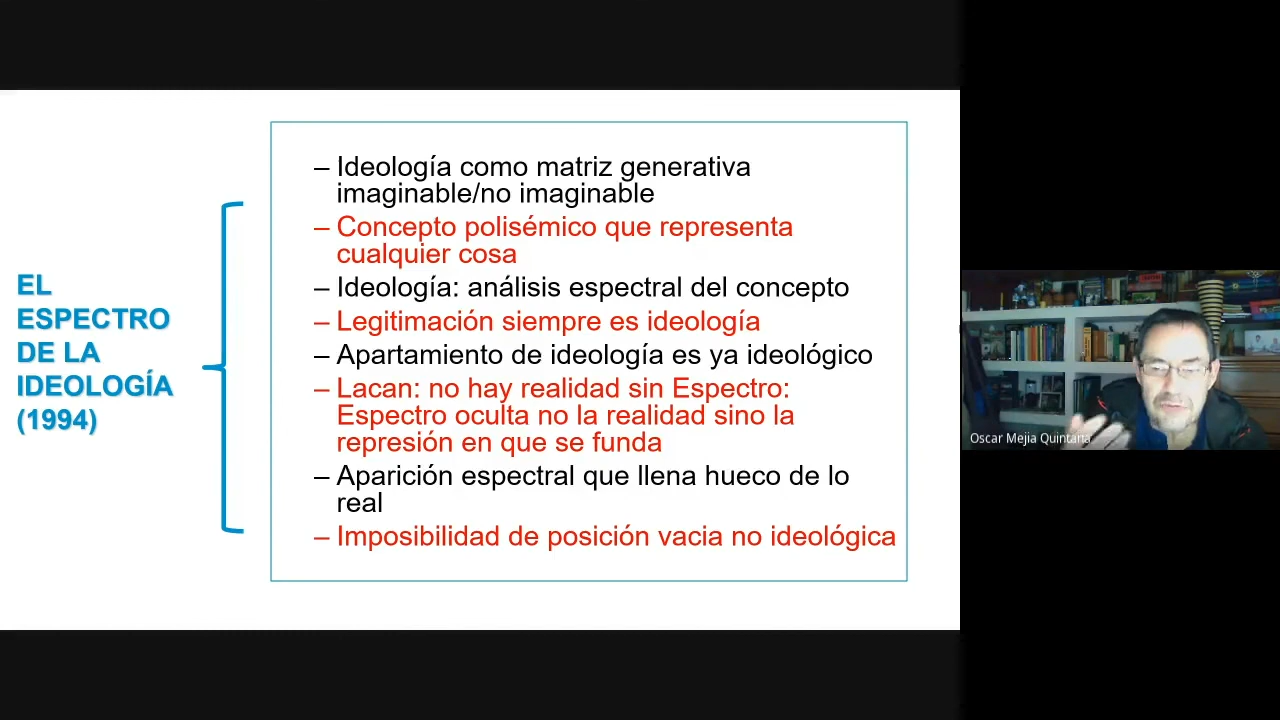 EL
ESPECTRO
DE LA
IDEOLOGÍA
(1994)
– Ideología como matriz generativa
imaginable/no imaginable
– Concepto polisémico que representa
cualquier cosa
– Ideología: análisis espectral del concepto
– Legitimación siempre es ideología
– Apartamiento de ideología es ya ideológico
– Lacan: no hay realidad sin Espectro:
Espectro oculta no la realidad sino la
represión en que se funda
– Aparición espectral que llena hueco de lo
real
– Imposibilidad de posición vacia no ideológica
Oscar Mejia Quintana